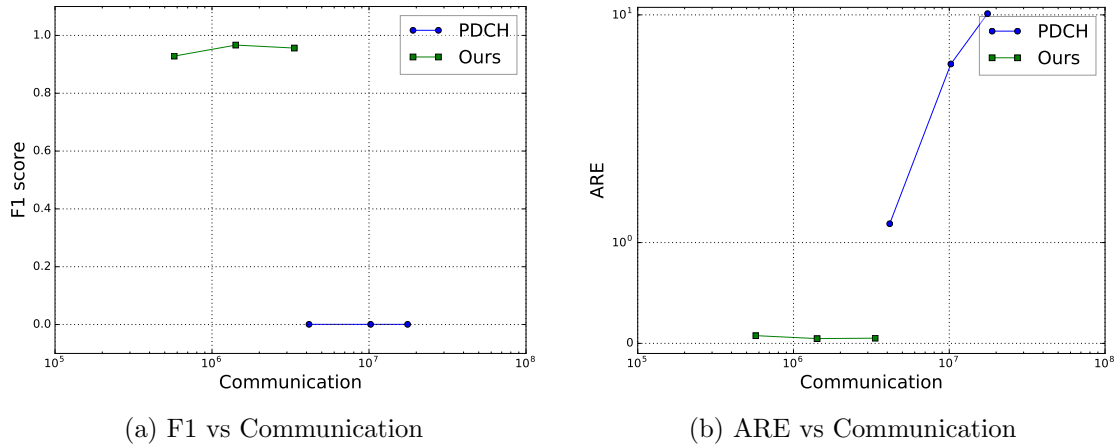 1.0
0.8
0.6
0.4
0.2
0.0
F1 score
10^5
10^6
10^7
10^8
Communication
PDCH
Ours
(a) F1 vs Communication
10^1
10^0
0
ARE
10^5
10^6
10^7
10^8
Communication
PDCH
Ours
(b) ARE vs Communication